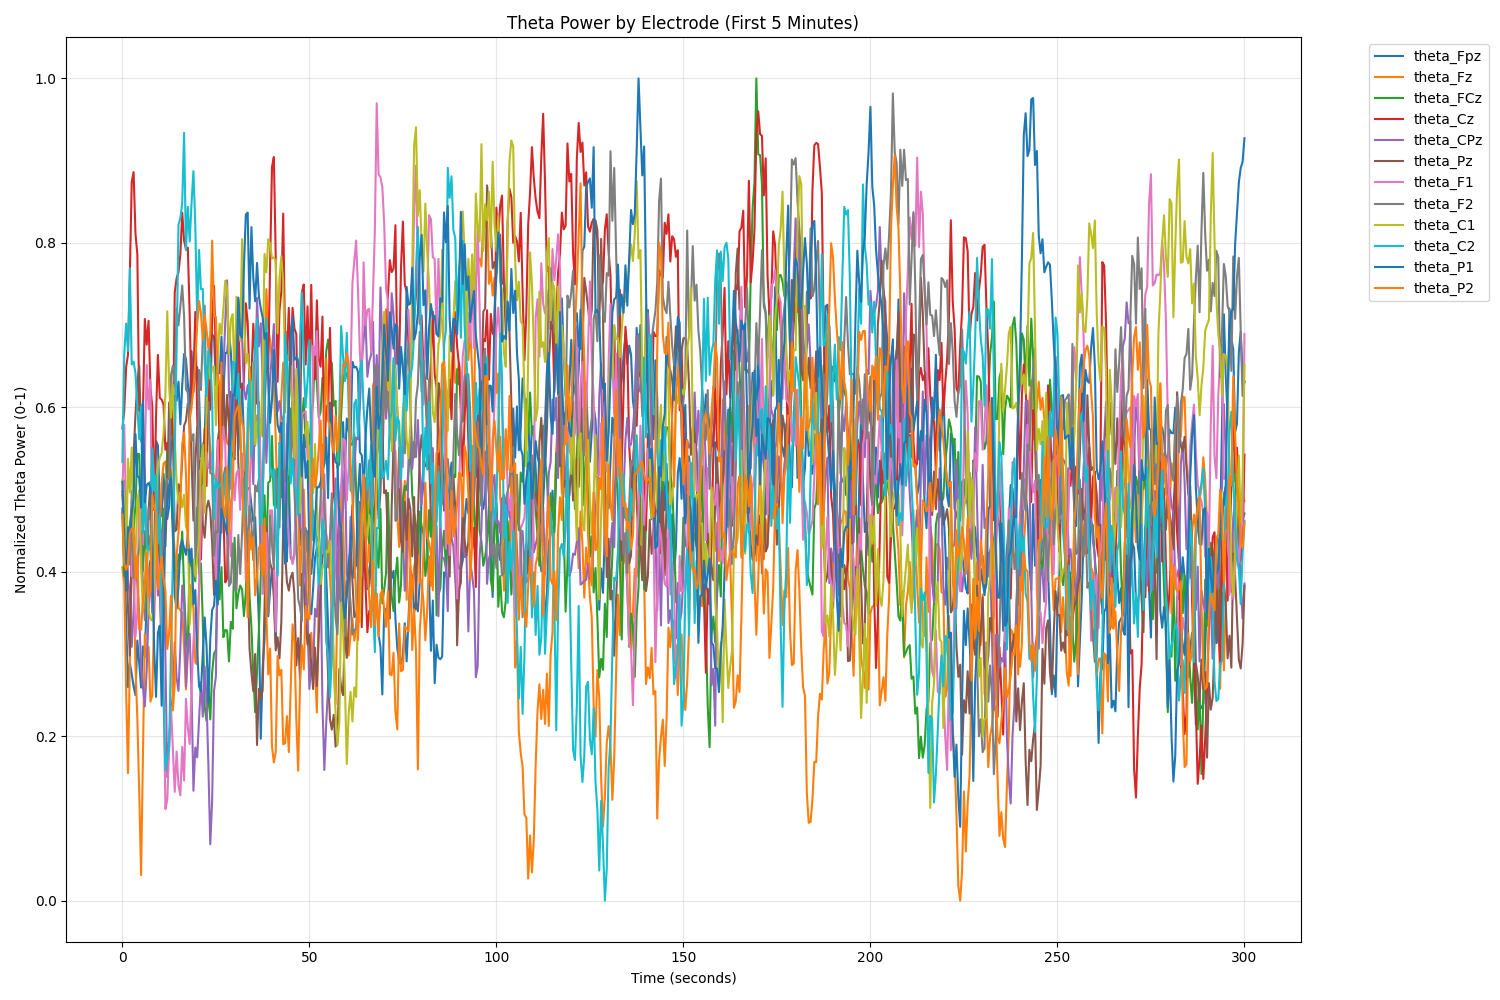 Theta Power by Electrode (First 5 Minutes)
Normalized Theta Power (0-1)
1.0
0.8
0.6
0.4
0.2
0.0
0 50 100 150 200 250 300
Time (seconds)
theta_Fpz
theta_Fz
theta_FCz
theta_Cz
theta_CPz
theta_Pz
theta_F1
theta_F2
theta_C1
theta_C2
theta_P1
theta_P2